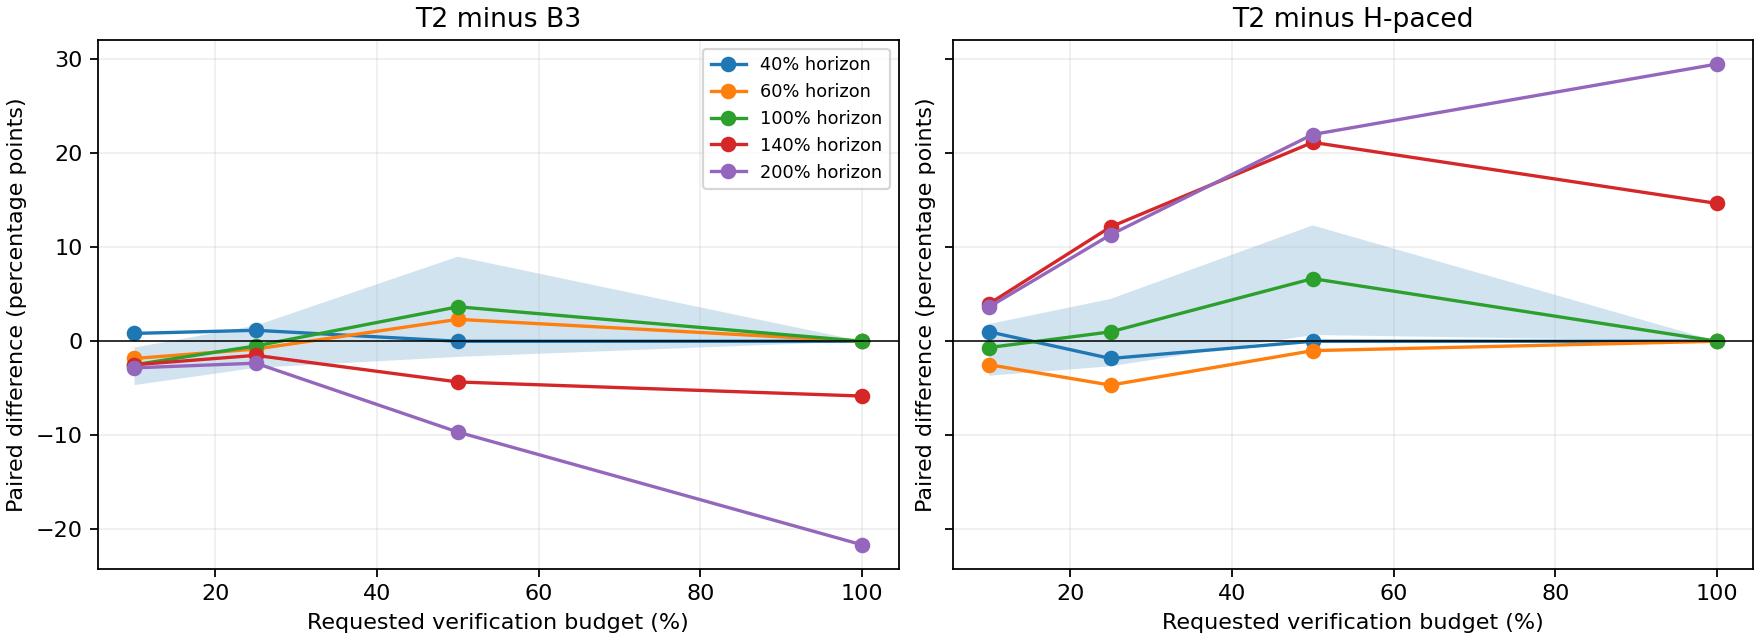 T2 minus B3
Paired difference (percentage points)
30
20
10
0
−10
−20
40% horizon
60% horizon
100% horizon
140% horizon
200% horizon
20
40
60
80
100
Requested verification budget (%)
T2 minus H-paced
Paired difference (percentage points)
20
40
60
80
100
Requested verification budget (%)